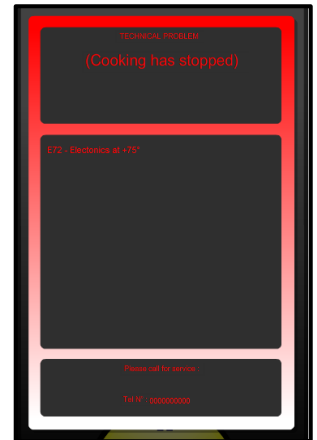 TECHNICAL PROBLEM
(Cooking has stopped)
E72 - Electonics at +75°
Please call for service :
Tel N° : 0000000000